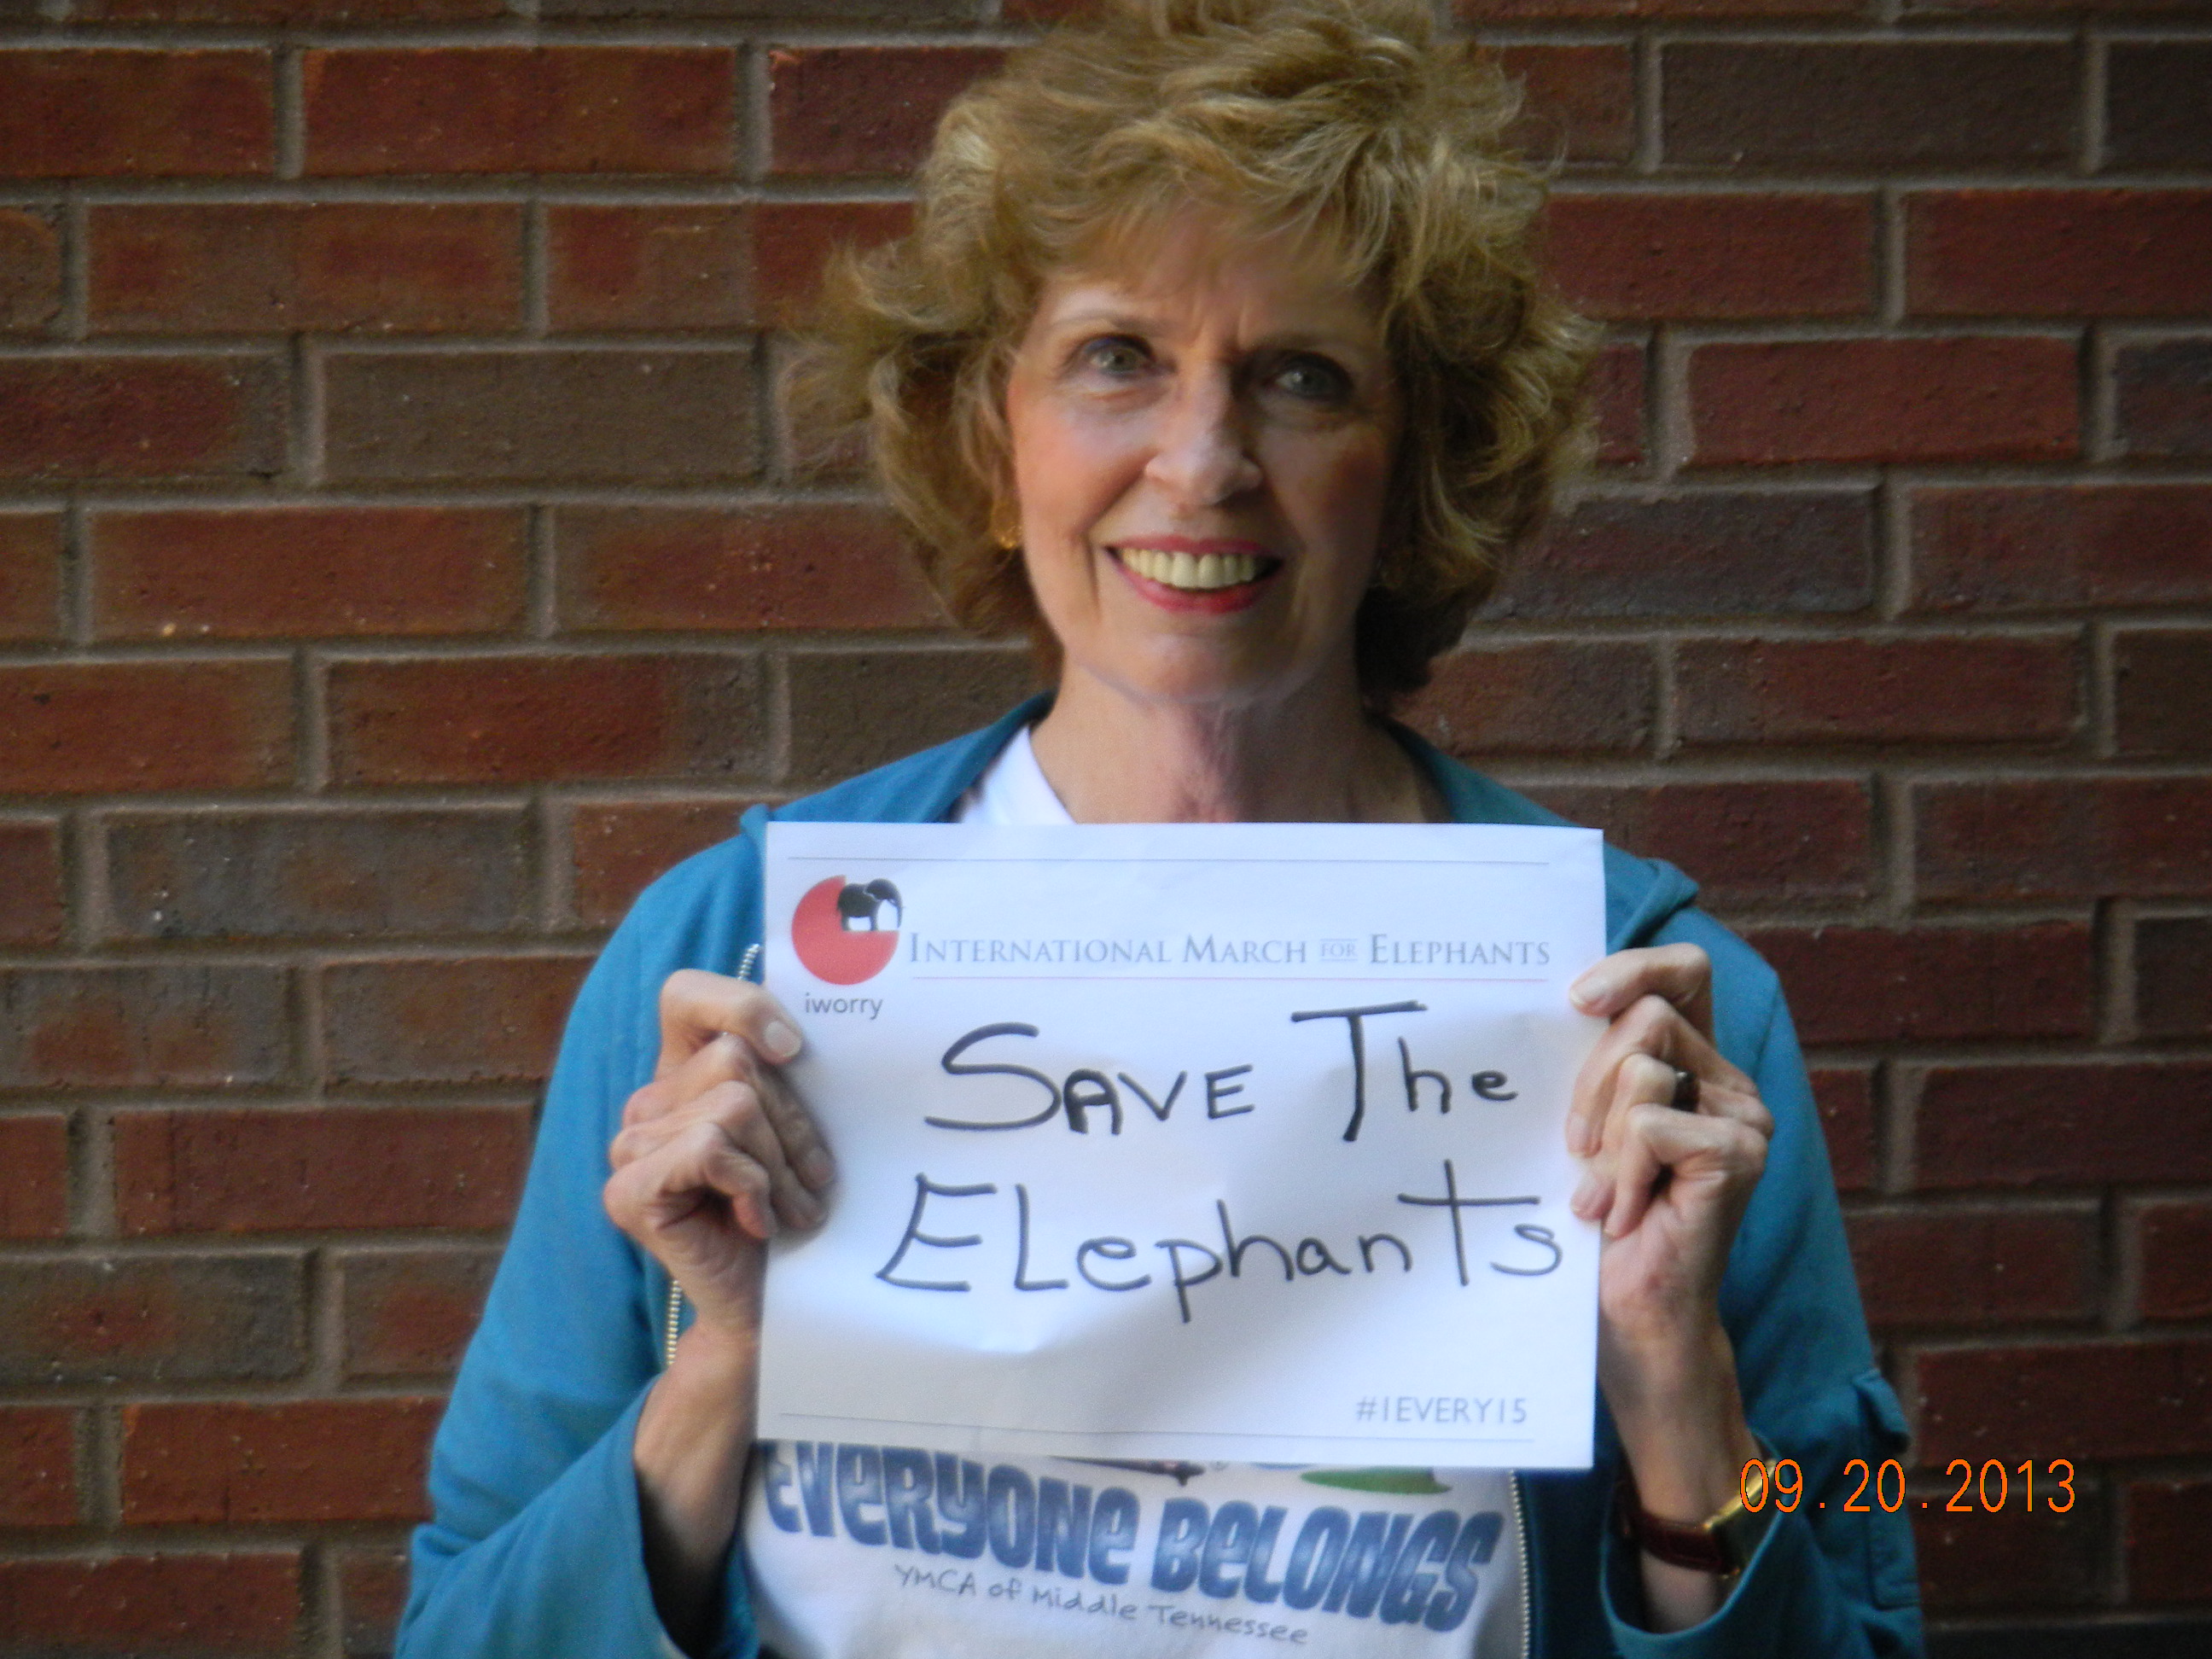 INTERNATIONAL MARCH FOR ELEPHANTS
iworry
SAVE The
ELephanTs
#1EVERY15
EVERYONE BELONGS
YMCA of Middle Tennessee
09.20.2013